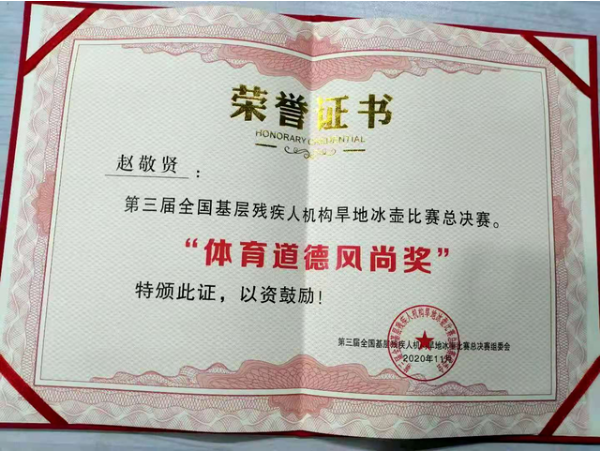 荣誉证书
HONORARY CREDENTIAL
赵敬贤：
第三届全国基层残疾人机构旱地冰壶比赛总决赛。
“体育道德风尚奖”
特颁此证，以资鼓励！
第三届全国基层残疾人机构旱地冰壶比赛总决赛组委会
2020年11月